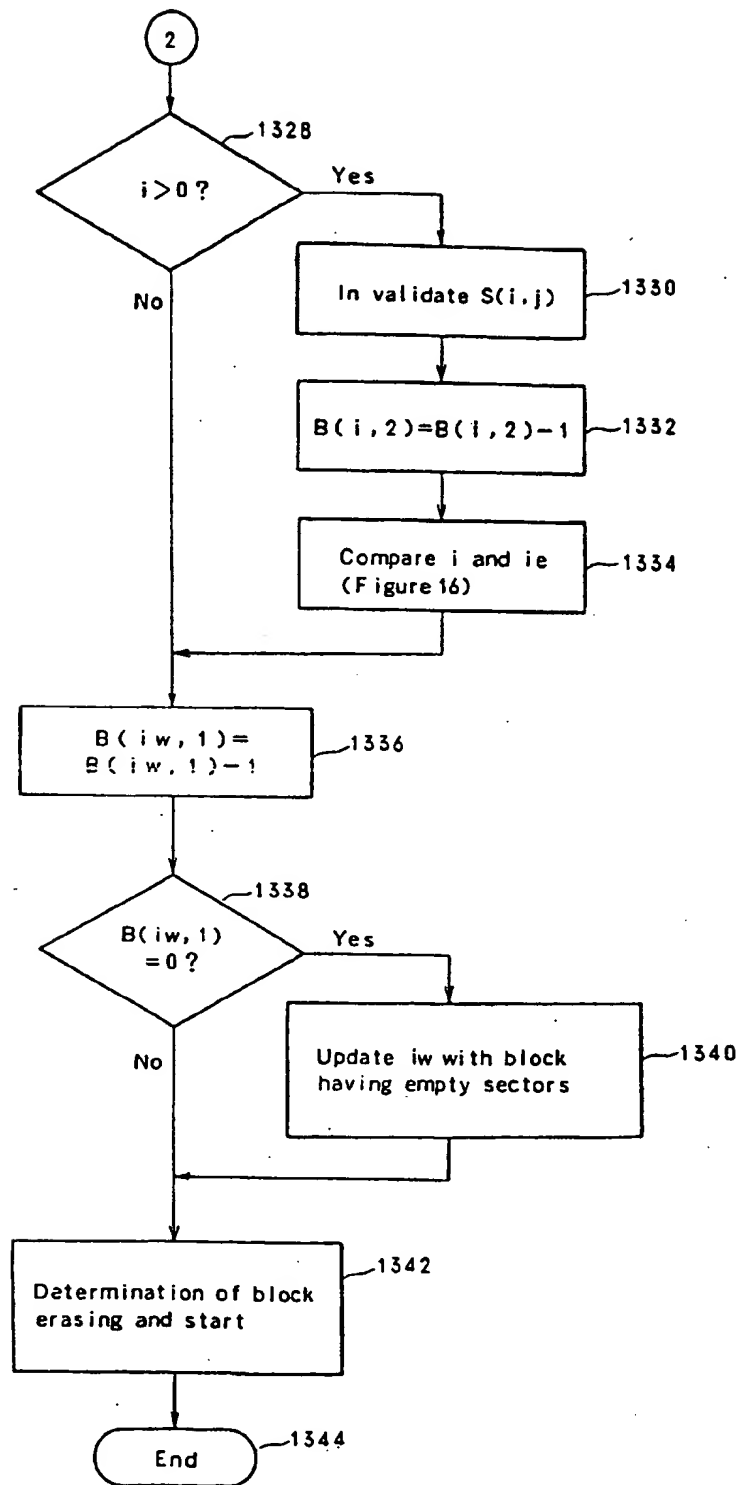 2
1328
i>0?
Yes
No
In validate S(i,j)
1330
B(i,2)=B(i,2)-1
1332
Compare i and ie
(Figure 16)
1334
B(iw,1)=
B(iw,1)-1
1336
1338
B(iw,1)
=0?
Yes
No
Update iw with block
having empty sectors
1340
1342
Determination of block
erasing and start
End
1344